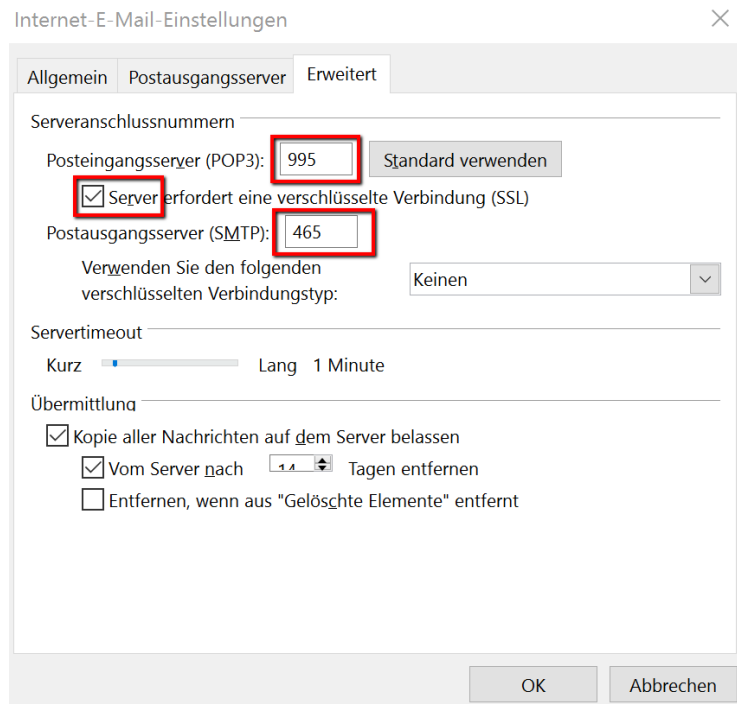 Internet-E-Mail-Einstellungen
Allgemein Postausgangsserver Erweitert
Serveranschlussnummern
Posteingangsserver (POP3): 995 Standard verwenden
Server erfordert eine verschlüsselte Verbindung (SSL)
Postausgangsserver (SMTP): 465
Verwenden Sie den folgenden
verschlüsselten Verbindungstyp: Keinen
Servertimeout
Kurz Lang 1 Minute
Übermittlung
Kopie aller Nachrichten auf dem Server belassen
Vom Server nach 14 Tagen entfernen
Entfernen, wenn aus "Gelöschte Elemente" entfernt
OK Abbrechen